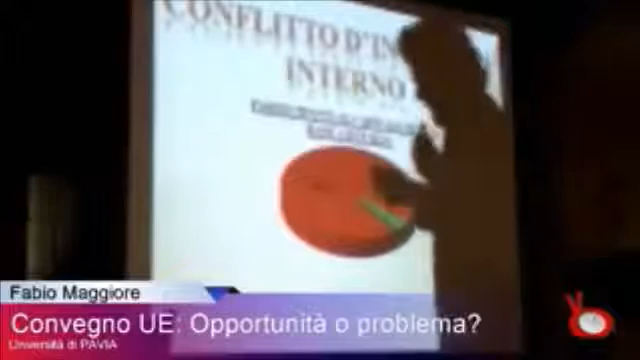 CONFLITTO D'IN
INTERNO
Fabio Maggiore
Convegno UE: Opportunità o problema?
Università di PAVIA